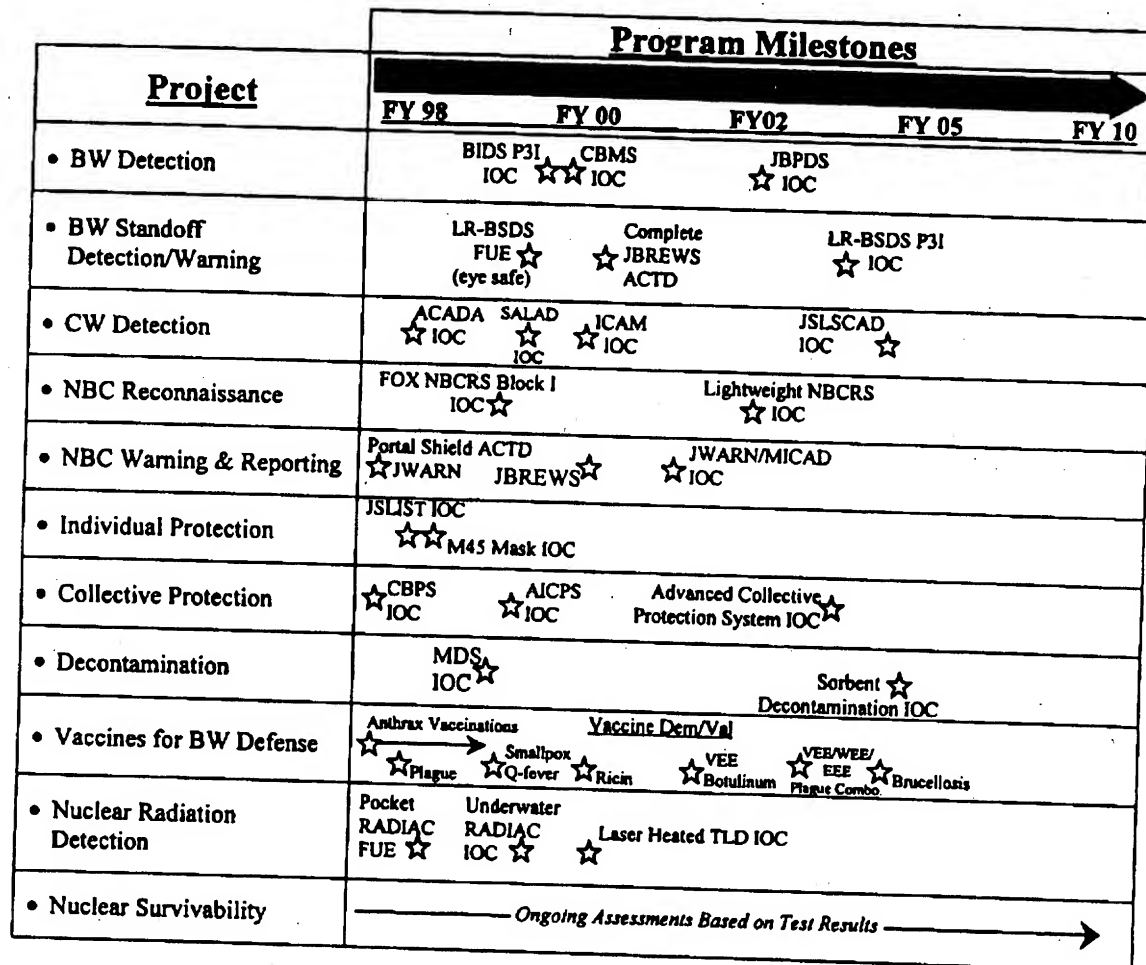 Program Milestones
Project
FY 98 FY 00 FY02 FY 05 FY 10
• BW Detection
BIDS P3I
IOC
CBMS
IOC
JBPDS
IOC
• BW Standoff
Detection/Warning
LR-BSDS
FUE
(eye safe)
Complete
JBREWS
ACTD
LR-BSDS P3I
IOC
• CW Detection
ACADA
IOC
SALAD
IOC
ICAM
IOC
JSLSCAD
IOC
• NBC Reconnaissance
FOX NBCRS Block I
IOC
Lightweight NBCRS
IOC
• NBC Warning & Reporting
Portal Shield ACTD
JWARN
JBREWS
JWARN/MICAD
IOC
• Individual Protection
JSLIST IOC
M45 Mask IOC
• Collective Protection
CBPS
IOC
AICPS
IOC
Advanced Collective
Protection System IOC
• Decontamination
MDS
IOC
Sorbent
Decontamination IOC
• Vaccines for BW Defense
Anthrax Vaccinations
Vaccine Dem/Val
Plague
Smallpox
Q-fever
Ricin
VEE
Botulinum
VEE/WEE/
EEE
Plague Combo.
Brucellosis
• Nuclear Radiation
Detection
Pocket
RADIAC
FUE
Underwater
RADIAC
IOC
Laser Heated TLD IOC
• Nuclear Survivability
Ongoing Assessments Based on Test Results